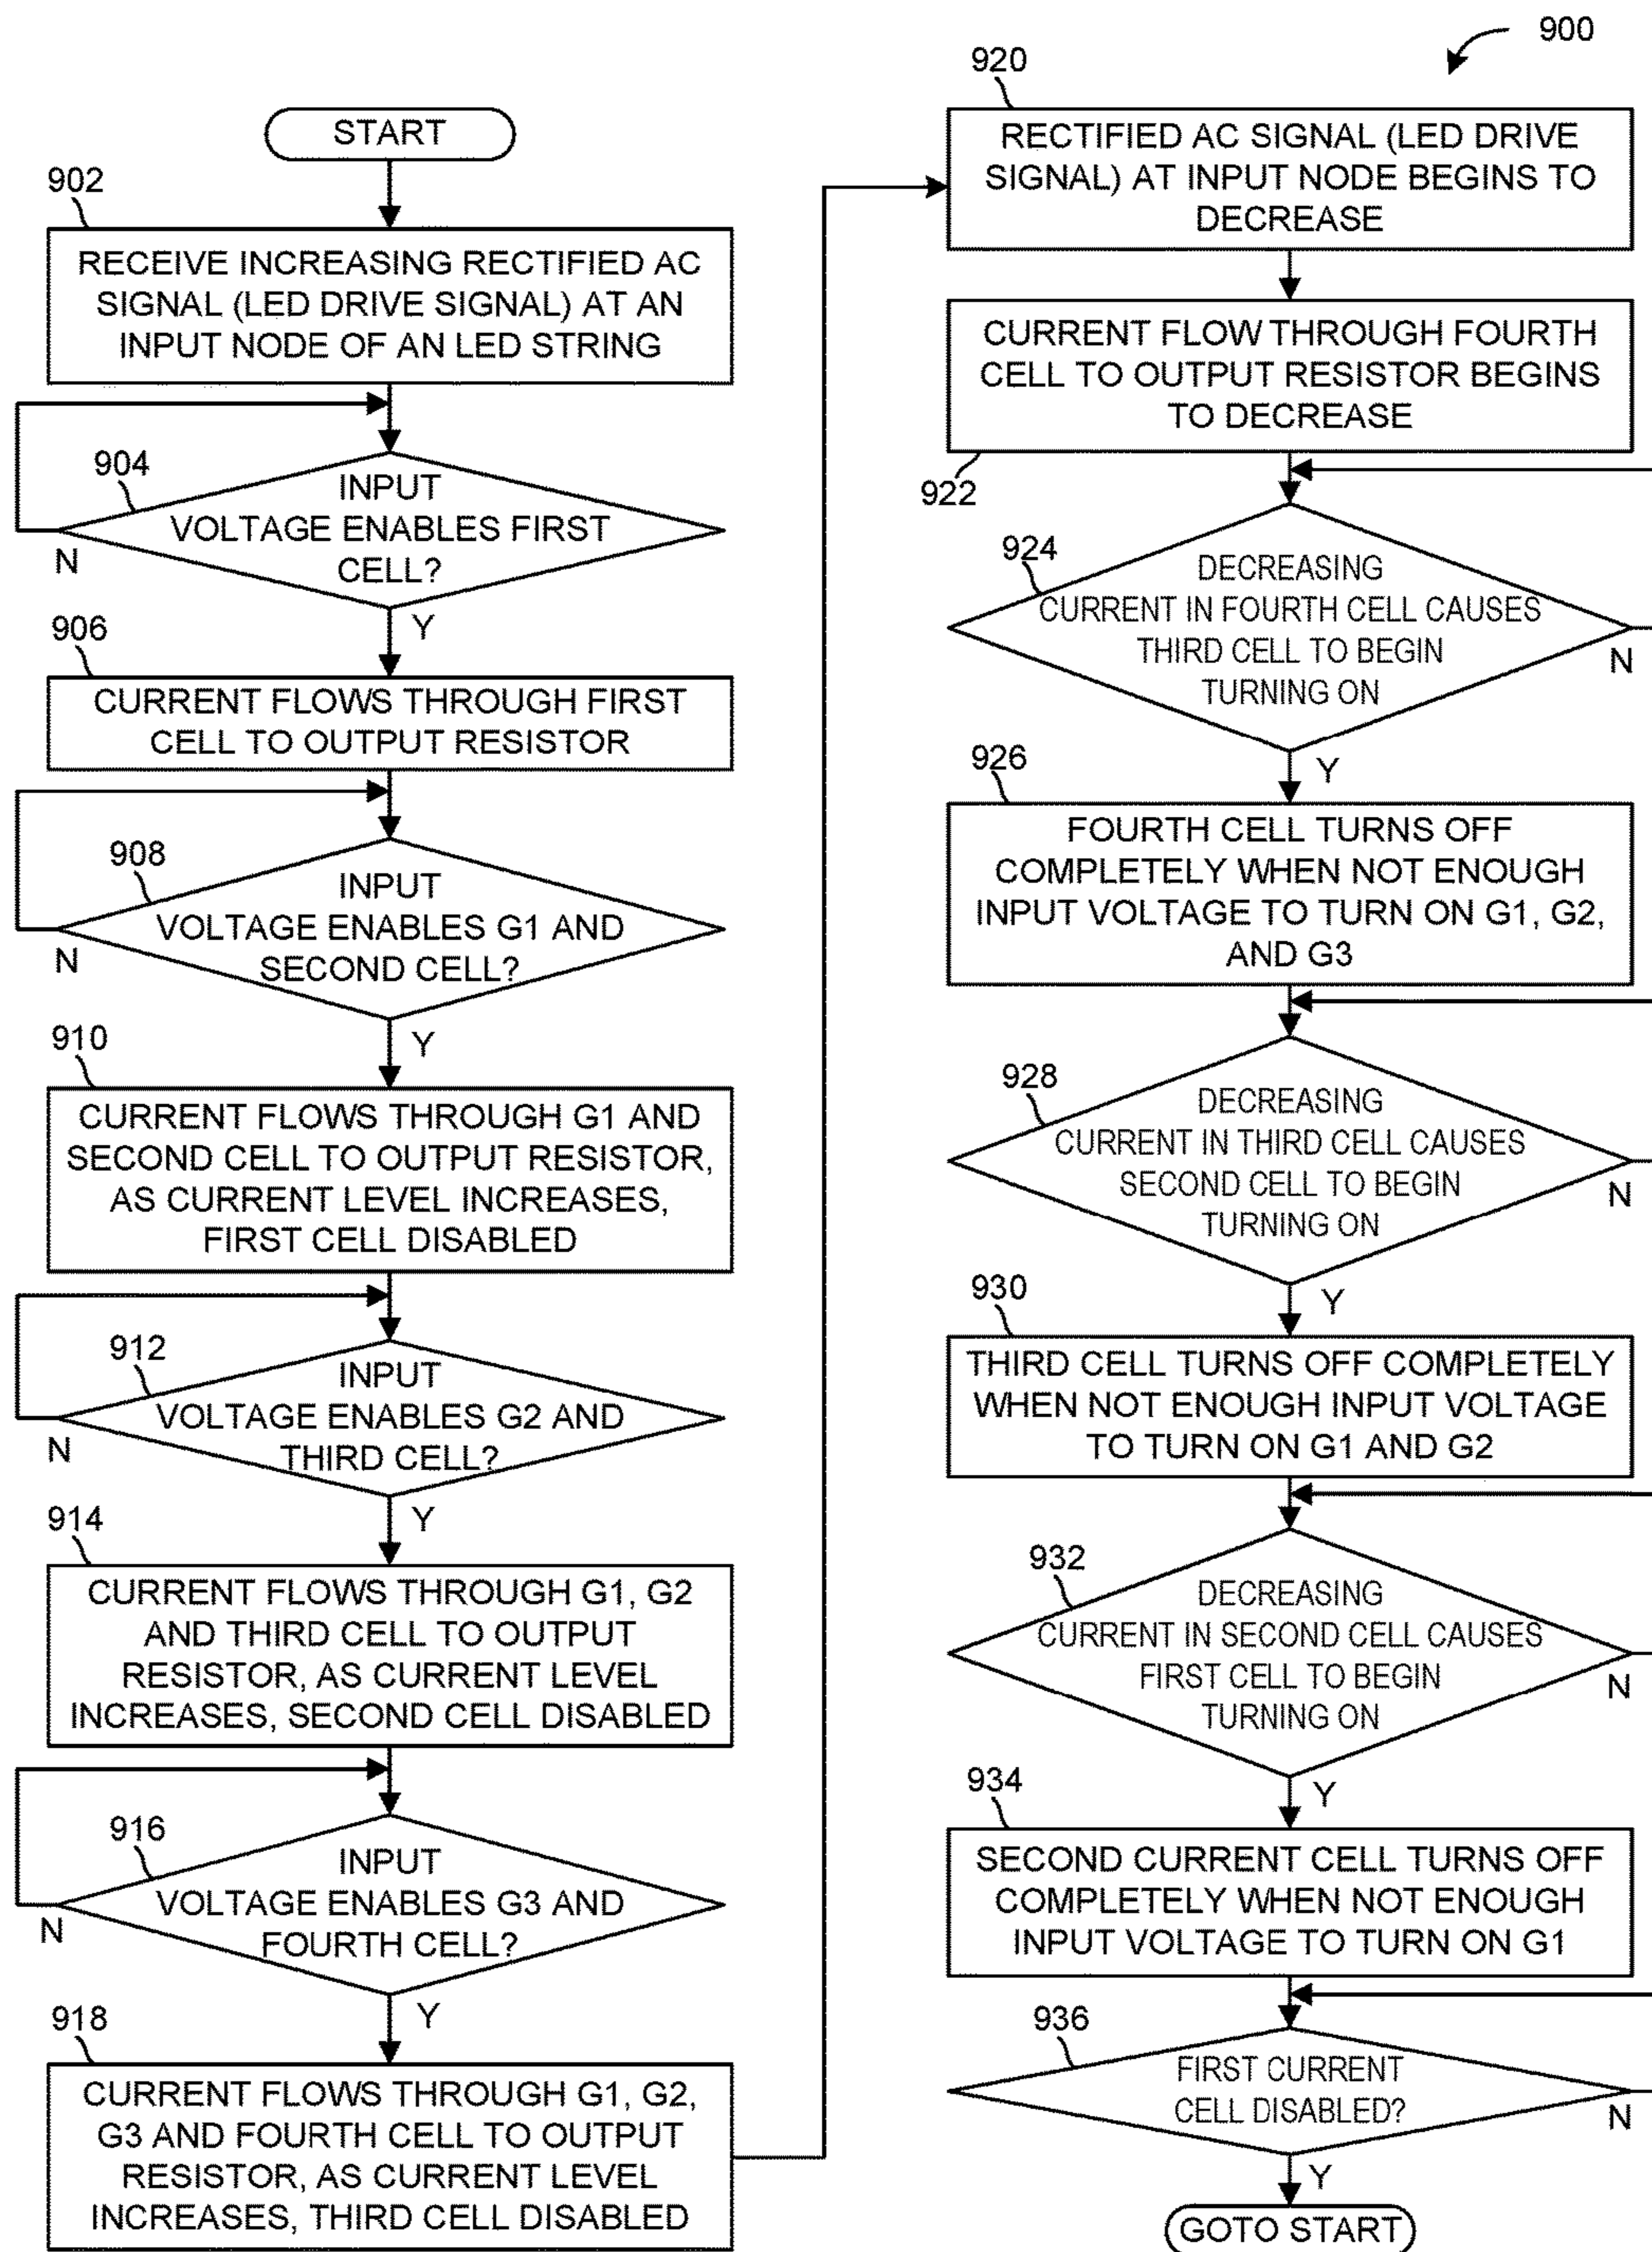 START
902
RECEIVE INCREASING RECTIFIED AC
SIGNAL (LED DRIVE SIGNAL) AT AN
INPUT NODE OF AN LED STRING
904
INPUT
VOLTAGE ENABLES FIRST
CELL?
N
Y
906
CURRENT FLOWS THROUGH FIRST
CELL TO OUTPUT RESISTOR
908
INPUT
VOLTAGE ENABLES G1 AND
SECOND CELL?
N
Y
910
CURRENT FLOWS THROUGH G1 AND
SECOND CELL TO OUTPUT RESISTOR,
AS CURRENT LEVEL INCREASES,
FIRST CELL DISABLED
912
INPUT
VOLTAGE ENABLES G2 AND
THIRD CELL?
N
Y
914
CURRENT FLOWS THROUGH G1, G2
AND THIRD CELL TO OUTPUT
RESISTOR, AS CURRENT LEVEL
INCREASES, SECOND CELL DISABLED
916
INPUT
VOLTAGE ENABLES G3 AND
FOURTH CELL?
N
Y
918
CURRENT FLOWS THROUGH G1, G2,
G3 AND FOURTH CELL TO OUTPUT
RESISTOR, AS CURRENT LEVEL
INCREASES, THIRD CELL DISABLED
900
920
RECTIFIED AC SIGNAL (LED DRIVE
SIGNAL) AT INPUT NODE BEGINS TO
DECREASE
CURRENT FLOW THROUGH FOURTH
CELL TO OUTPUT RESISTOR BEGINS
TO DECREASE
922
924
DECREASING
CURRENT IN FOURTH CELL CAUSES
THIRD CELL TO BEGIN
TURNING ON
N
Y
926
FOURTH CELL TURNS OFF
COMPLETELY WHEN NOT ENOUGH
INPUT VOLTAGE TO TURN ON G1, G2,
AND G3
928
DECREASING
CURRENT IN THIRD CELL CAUSES
SECOND CELL TO BEGIN
TURNING ON
N
Y
930
THIRD CELL TURNS OFF COMPLETELY
WHEN NOT ENOUGH INPUT VOLTAGE
TO TURN ON G1 AND G2
932
DECREASING
CURRENT IN SECOND CELL CAUSES
FIRST CELL TO BEGIN
TURNING ON
N
Y
934
SECOND CURRENT CELL TURNS OFF
COMPLETELY WHEN NOT ENOUGH
INPUT VOLTAGE TO TURN ON G1
936
FIRST CURRENT
CELL DISABLED?
N
Y
GOTO START